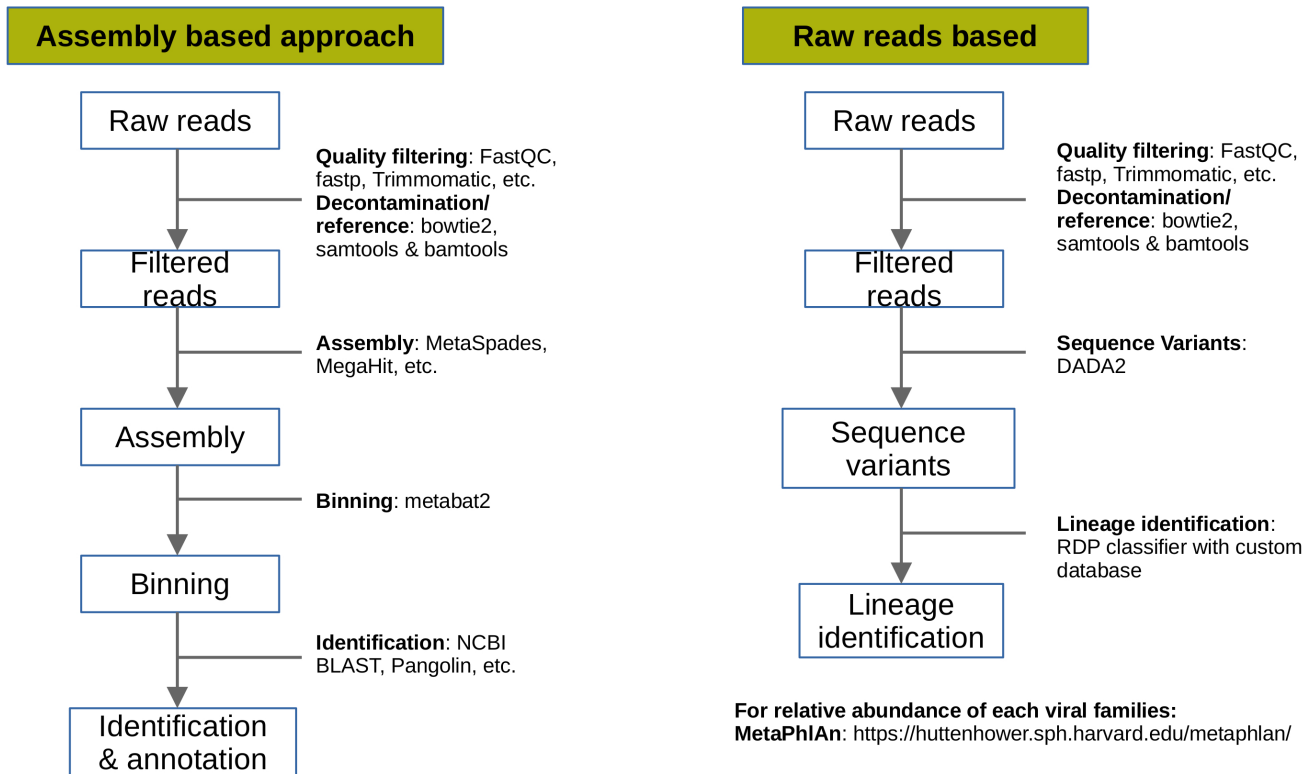 Assembly based approach
Raw reads
Quality filtering: FastQC,
fastp, Trimmomatic, etc.
Decontamination/
reference: bowtie2,
samtools & bamtools
Filtered
reads
Assembly: MetaSpades,
MegaHit, etc.
Assembly
Binning: metabat2
Binning
Identification: NCBI
BLAST, Pangolin, etc.
Identification
& annotation
Raw reads based
Raw reads
Quality filtering: FastQC,
fastp, Trimmomatic, etc.
Decontamination/
reference: bowtie2,
samtools & bamtools
Filtered
reads
Sequence Variants:
DADA2
Sequence
variants
Lineage identification:
RDP classifier with custom
database
Lineage
identification
For relative abundance of each viral families:
MetaPhlAn: https://huttenhower.sph.harvard.edu/metaphlan/